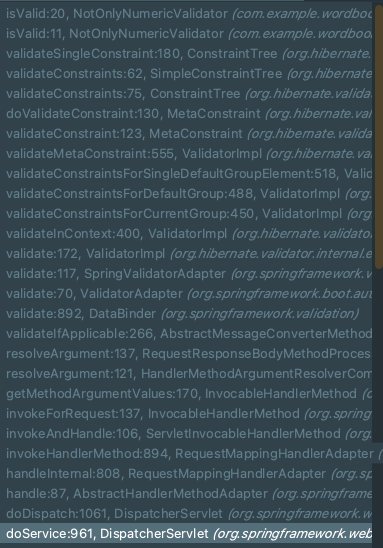 isValid:20, NotOnlyNumericValidator (com.example.wordboo
isValid:11, NotOnlyNumericValidator (com.example.wordboo
validateSingleConstraint:180, ConstraintTree (org.hibernate.
validateConstraints:62, SimpleConstraintTree (org.hibernate
validateConstraints:75, ConstraintTree (org.hibernate.valida
doValidateConstraint:130, MetaConstraint (org.hibernate.val
validateConstraint:123, MetaConstraint (org.hibernate.valida
validateMetaConstraint:555, ValidatorImpl (org.hibernate.va
validateConstraintsForSingleDefaultGroupElement:518, Valid
validateConstraintsForDefaultGroup:488, ValidatorImpl (org.
validateConstraintsForCurrentGroup:450, ValidatorImpl (org
validateInContext:400, ValidatorImpl (org.hibernate.validato
validate:172, ValidatorImpl (org.hibernate.validator.internal.e
validate:117, SpringValidatorAdapter (org.springframework.v
validate:70, ValidatorAdapter (org.springframework.boot.aut
validate:892, DataBinder (org.springframework.validation)
validateIfApplicable:266, AbstractMessageConverterMethod
resolveArgument:137, RequestResponseBodyMethodProces
resolveArgument:121, HandlerMethodArgumentResolverCom
getMethodArgumentValues:170, InvocableHandlerMethod (o
invokeForRequest:137, InvocableHandlerMethod (org.spring
invokeAndHandle:106, ServletInvocableHandlerMethod (org.
invokeHandlerMethod:894, RequestMappingHandlerAdapter (
handleInternal:808, RequestMappingHandlerAdapter (org.sp
handle:87, AbstractHandlerMethodAdapter (org.springframe
doDispatch:1061, DispatcherServlet (org.springframework.we
doService:961, DispatcherServlet (org.springframework.web